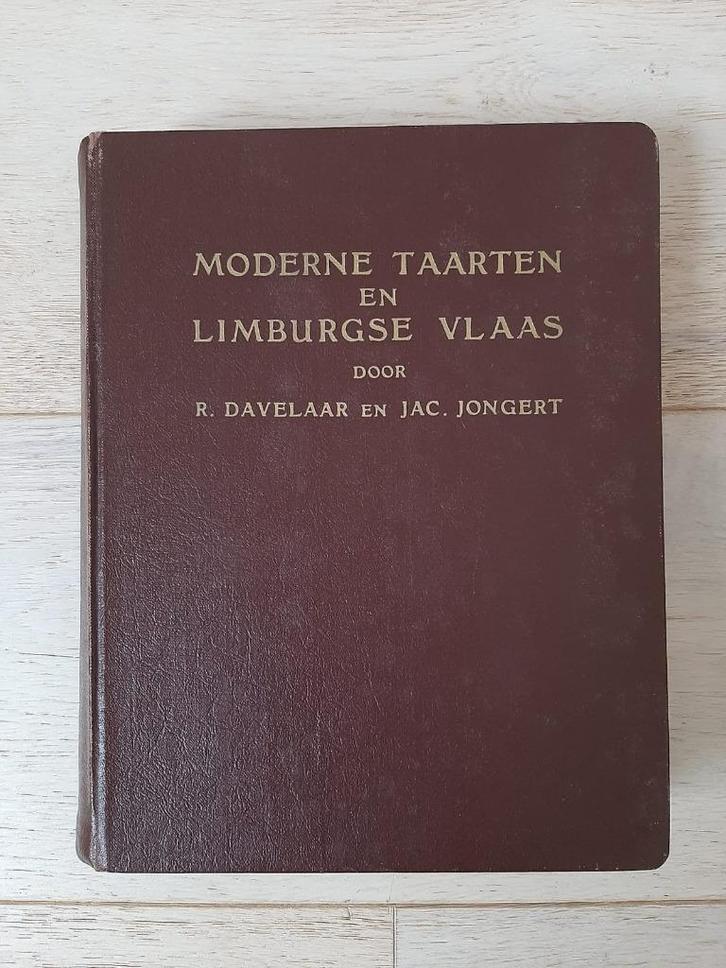 MODERNE TAARTEN
EN
LIMBURGSE VLAAS
DOOR
R. DAVELAAR EN JAC. JONGERT